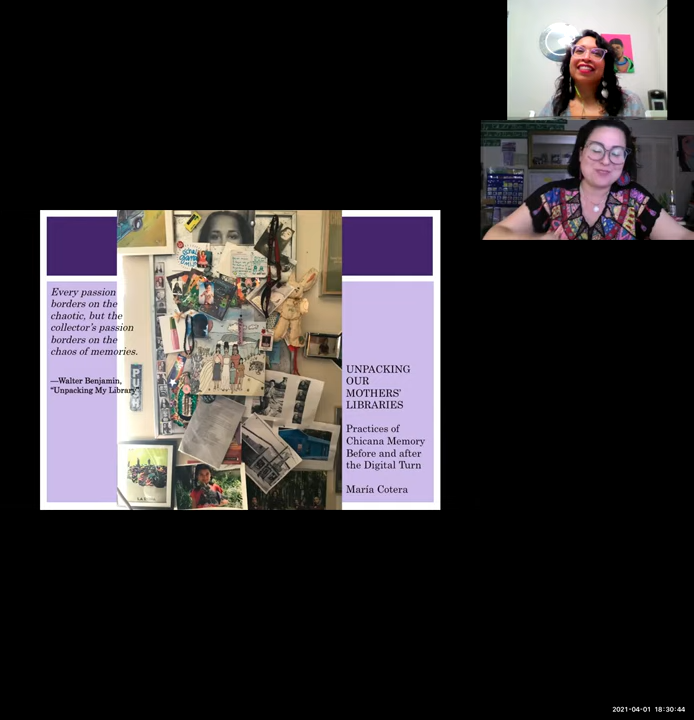 Every passion
borders on the
chaotic, but the
collector's passion
borders on the
chaos of memories.
—Walter Benjamin,
"Unpacking My Library"
PUSH
UNPACKING
OUR
MOTHERS'
LIBRARIES
Practices of
Chicana Memory
Before and after
the Digital Turn
María Cotera
2021-04-01 18:30:44